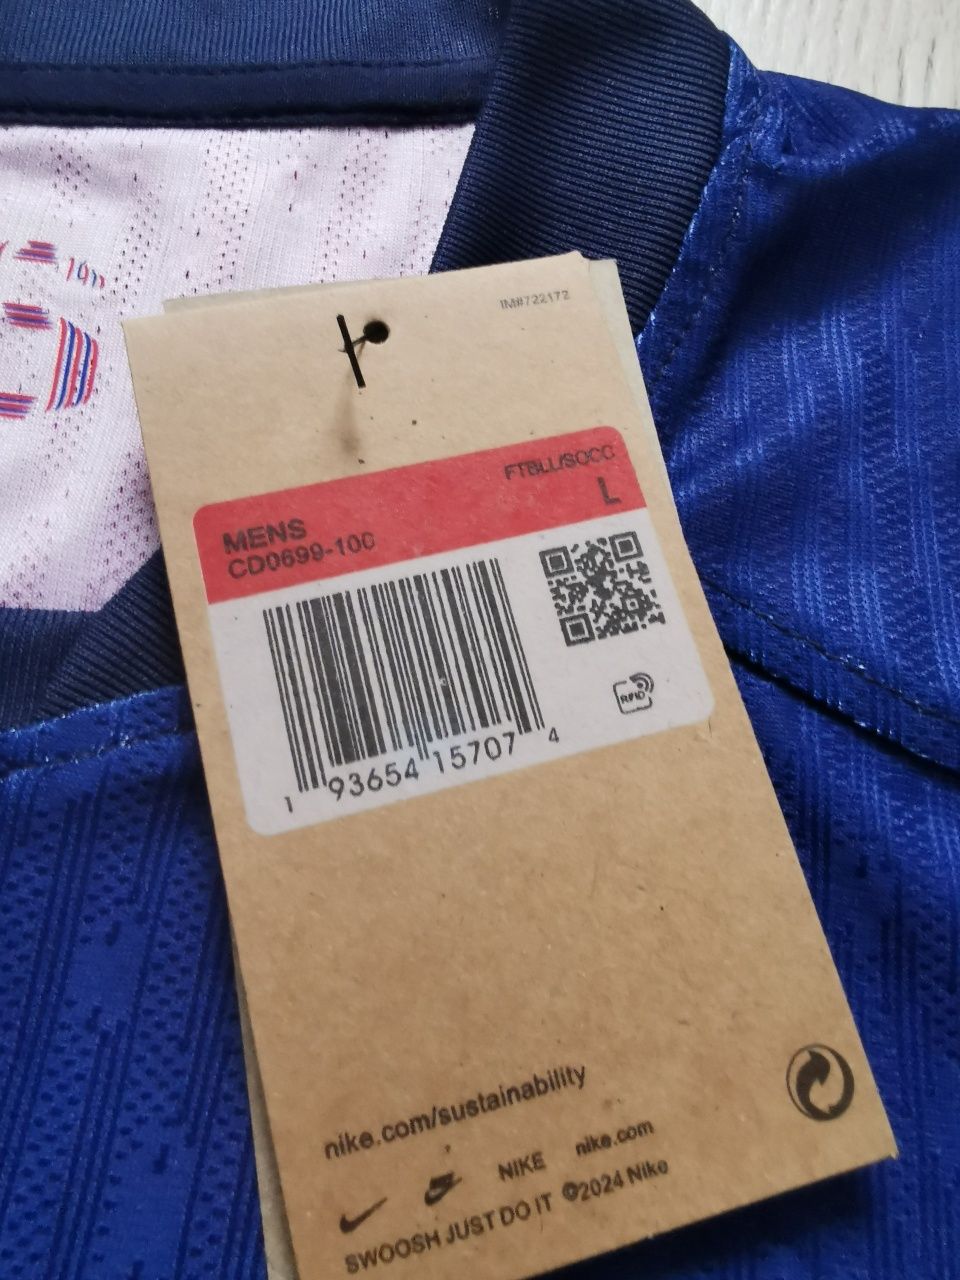 IM#722172
FTBLL/SOCC
MENS L
CD0699-100
1 93654 15707 4
RFID
nike.com/sustainability
NIKE nike.com
SWOOSH JUST DO IT ©2024 Nike